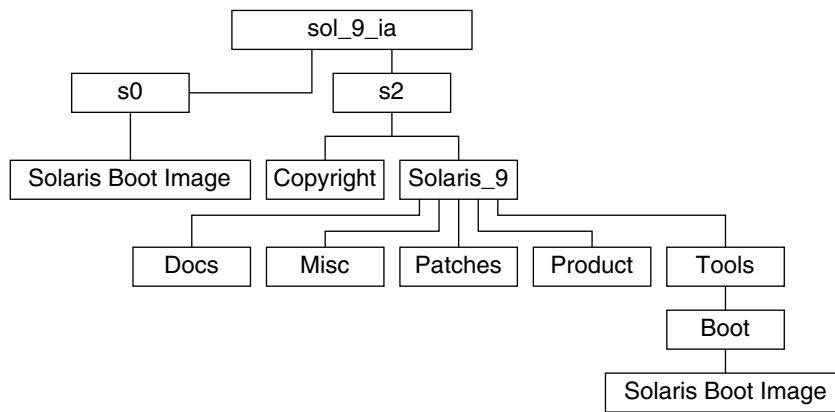 sol_9_ia
s0
s2
Solaris Boot Image
Copyright
Solaris_9
Docs
Misc
Patches
Product
Tools
Boot
Solaris Boot Image